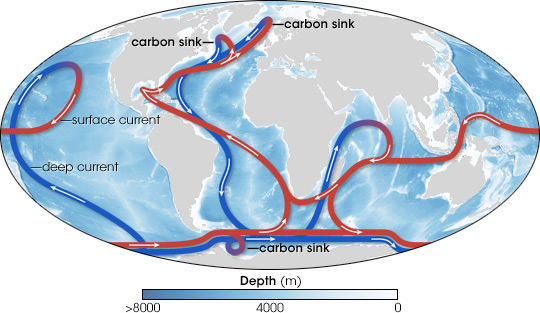 carbon sink
carbon sink
surface current
deep current
carbon sink
Depth (m)
>8000 4000 0